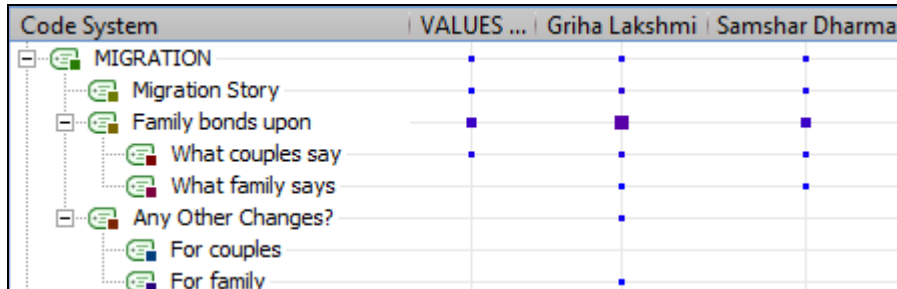 Code System VALUES ... Griha Lakshmi Samshar Dharma
MIGRATION
Migration Story
Family bonds upon
What couples say
What family says
Any Other Changes?
For couples
For family